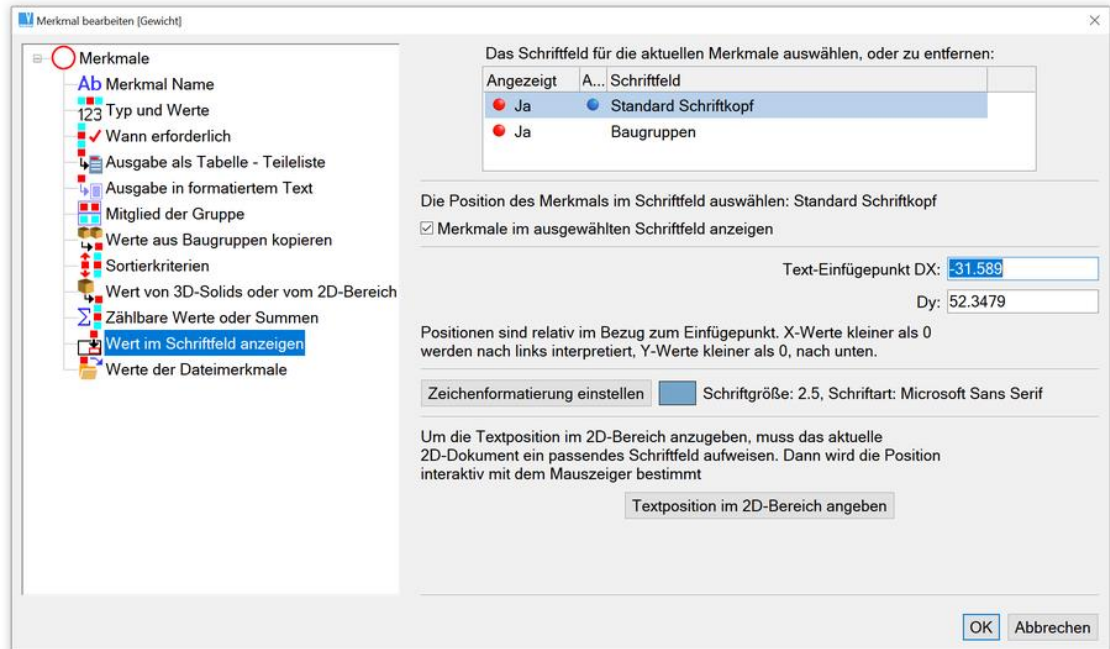 Merkmal bearbeiten [Gewicht]
Merkmale
Ab Merkmal Name
123 Typ und Werte
Wann erforderlich
Ausgabe als Tabelle - Teileliste
Ausgabe in formatiertem Text
Mitglied der Gruppe
Werte aus Baugruppen kopieren
Sortierkriterien
Wert von 3D-Solids oder vom 2D-Bereich
Σ Zählbare Werte oder Summen
Wert im Schriftfeld anzeigen
Werte der Dateimerkmale
Das Schriftfeld für die aktuellen Merkmale auswählen, oder zu entfernen:
Angezeigt A... Schriftfeld
Ja Standard Schriftkopf
Ja Baugruppen
Die Position des Merkmals im Schriftfeld auswählen: Standard Schriftkopf
Merkmale im ausgewählten Schriftfeld anzeigen
Text-Einfügepunkt DX: -31.589
Dy: 52.3479
Positionen sind relativ im Bezug zum Einfügepunkt. X-Werte kleiner als 0
werden nach links interpretiert, Y-Werte kleiner als 0, nach unten.
Zeichenformatierung einstellen Schriftgröße: 2.5, Schriftart: Microsoft Sans Serif
Um die Textposition im 2D-Bereich anzugeben, muss das aktuelle
2D-Dokument ein passendes Schriftfeld aufweisen. Dann wird die Position
interaktiv mit dem Mauszeiger bestimmt
Textposition im 2D-Bereich angeben
OK Abbrechen